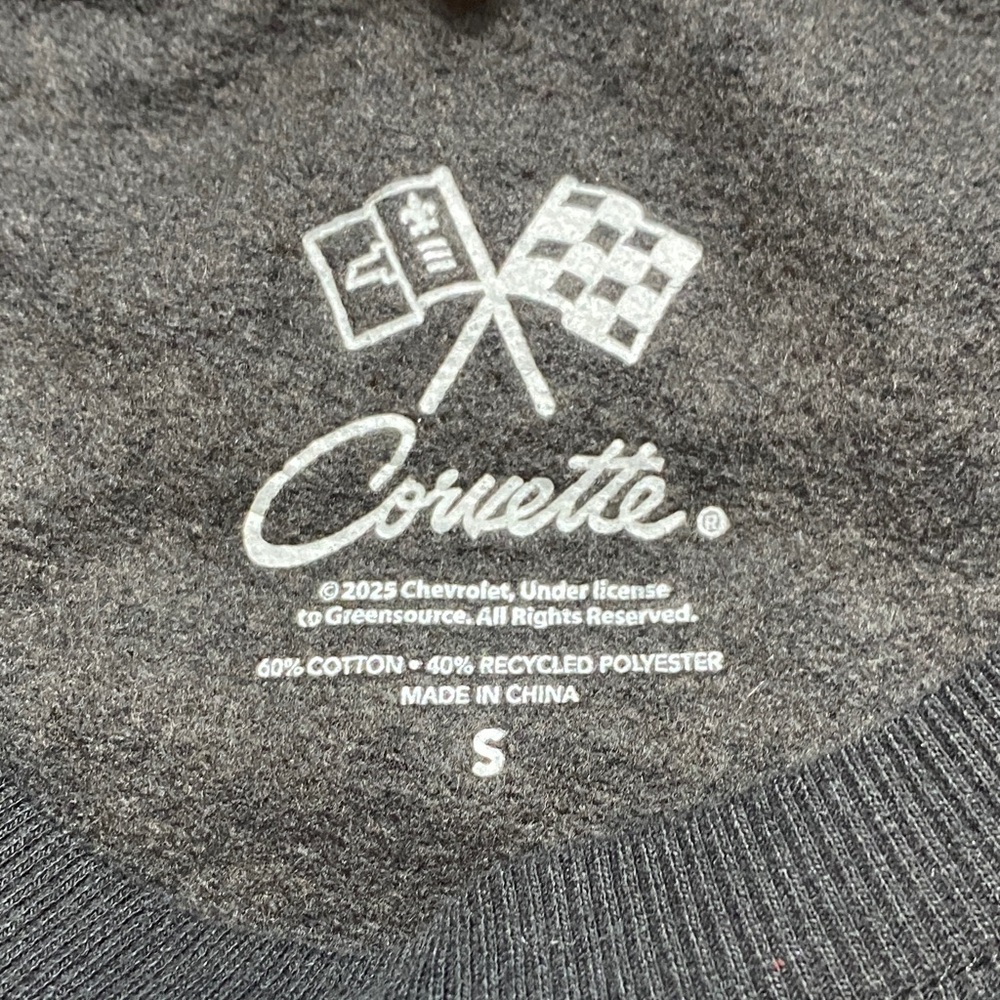 Corvette ®
© 2025 Chevrolet, Under license
to Greensource. All Rights Reserved.
60% COTTON • 40% RECYCLED POLYESTER
MADE IN CHINA
S